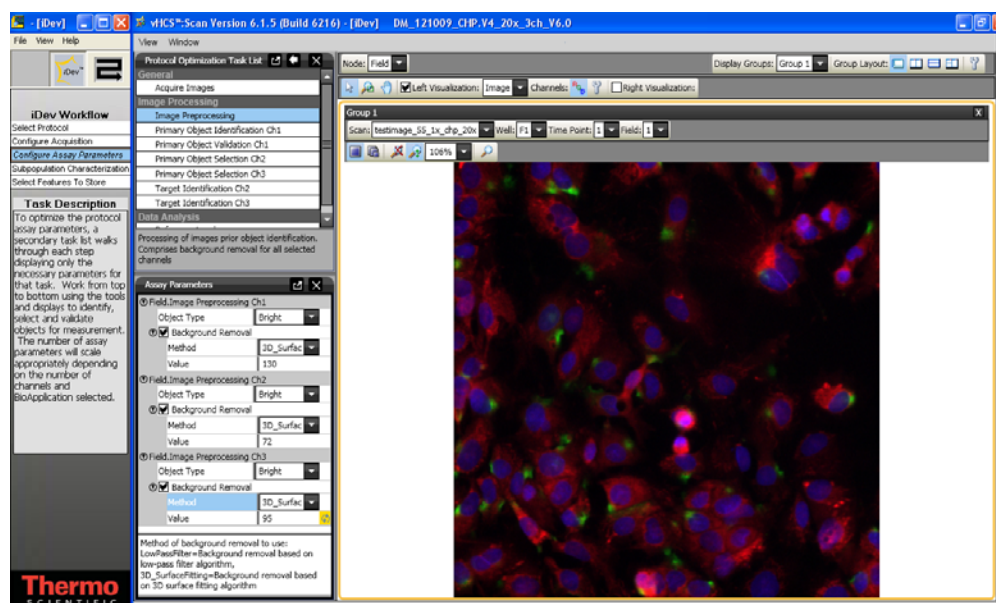 - [iDev]
vHCS™:Scan Version 6.1.5 (Build 6216) - [iDev] DM_121009_CHP.V4_20x_3ch_V6.0
File View Help
iDev™
iDev Workflow
Select Protocol
Configure Acquisition
Configure Assay Parameters
Subpopulation Characterization
Select Features To Store
Task Description
To optimize the protocol
assay parameters, a
secondary task list walks
through each step
displaying only the
necessary parameters for
that task. Work from top
to bottom using the tools
and displays to identify,
select and validate
objects for measurement.
The number of assay
parameters will scale
appropriately depending
on the number of
channels and
BioApplication selected.
Thermo
SCIENTIFIC
View Window
Protocol Optimization Task List
General
Acquire Images
Image Processing
Image Preprocessing
Primary Object Identification Ch1
Primary Object Validation Ch1
Primary Object Selection Ch2
Primary Object Selection Ch3
Target Identification Ch2
Target Identification Ch3
Data Analysis
Processing of images prior object identification.
Comprises background removal for all selected
channels
Assay Parameters
Field.Image Preprocessing Ch1
Object Type Bright
Background Removal
Method 3D_Surfac
Value 130
Field.Image Preprocessing Ch2
Object Type Bright
Background Removal
Method 3D_Surfac
Value 72
Field.Image Preprocessing Ch3
Object Type Bright
Background Removal
Method 3D_Surfac
Value 95
Method of background removal to use:
LowPassFilter=Background removal based on
low-pass filter algorithm,
3D_SurfaceFitting=Background removal based
on 3D surface fitting algorithm
Node: Field Display Groups: Group 1 Group Layout:
Left Visualization: Image Channels: Right Visualization:
Group 1
Scan: testimage_S5_1x_chp_20x Well: F1 Time Point: 1 Field: 1
106%